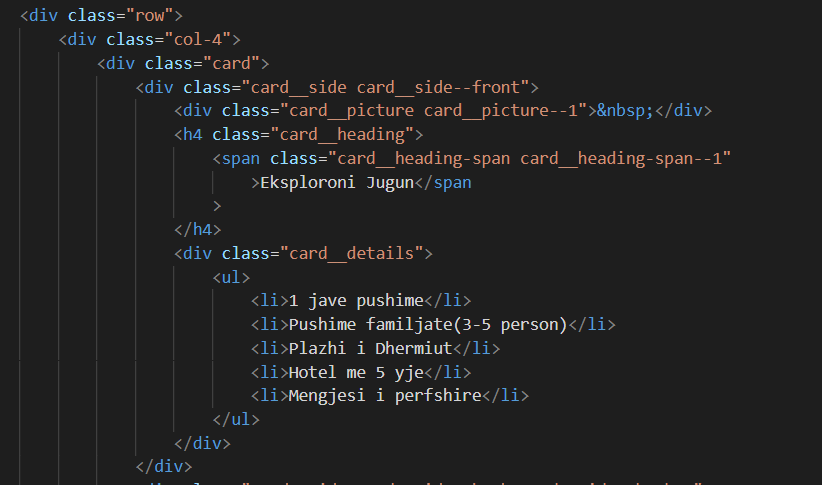 <div class="row">
<div class="col-4">
<div class="card">
<div class="card__side card__side--front">
<div class="card__picture card__picture--1">&nbsp;</div>
<h4 class="card__heading">
<span class="card__heading-span card__heading-span--1"
>Eksploroni Jugun</span
>
</h4>
<div class="card__details">
<ul>
<li>1 jave pushime</li>
<li>Pushime familjate(3-5 person)</li>
<li>Plazhi i Dhermiut</li>
<li>Hotel me 5 yje</li>
<li>Mengjesi i perfshire</li>
</ul>
</div>
</div>